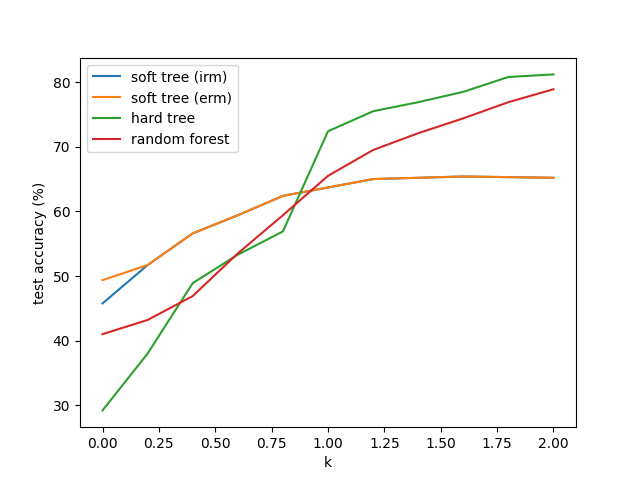 soft tree (irm)
soft tree (erm)
hard tree
random forest
test accuracy (%)
80
70
60
50
40
30
0.00 0.25 0.50 0.75 1.00 1.25 1.50 1.75 2.00
k